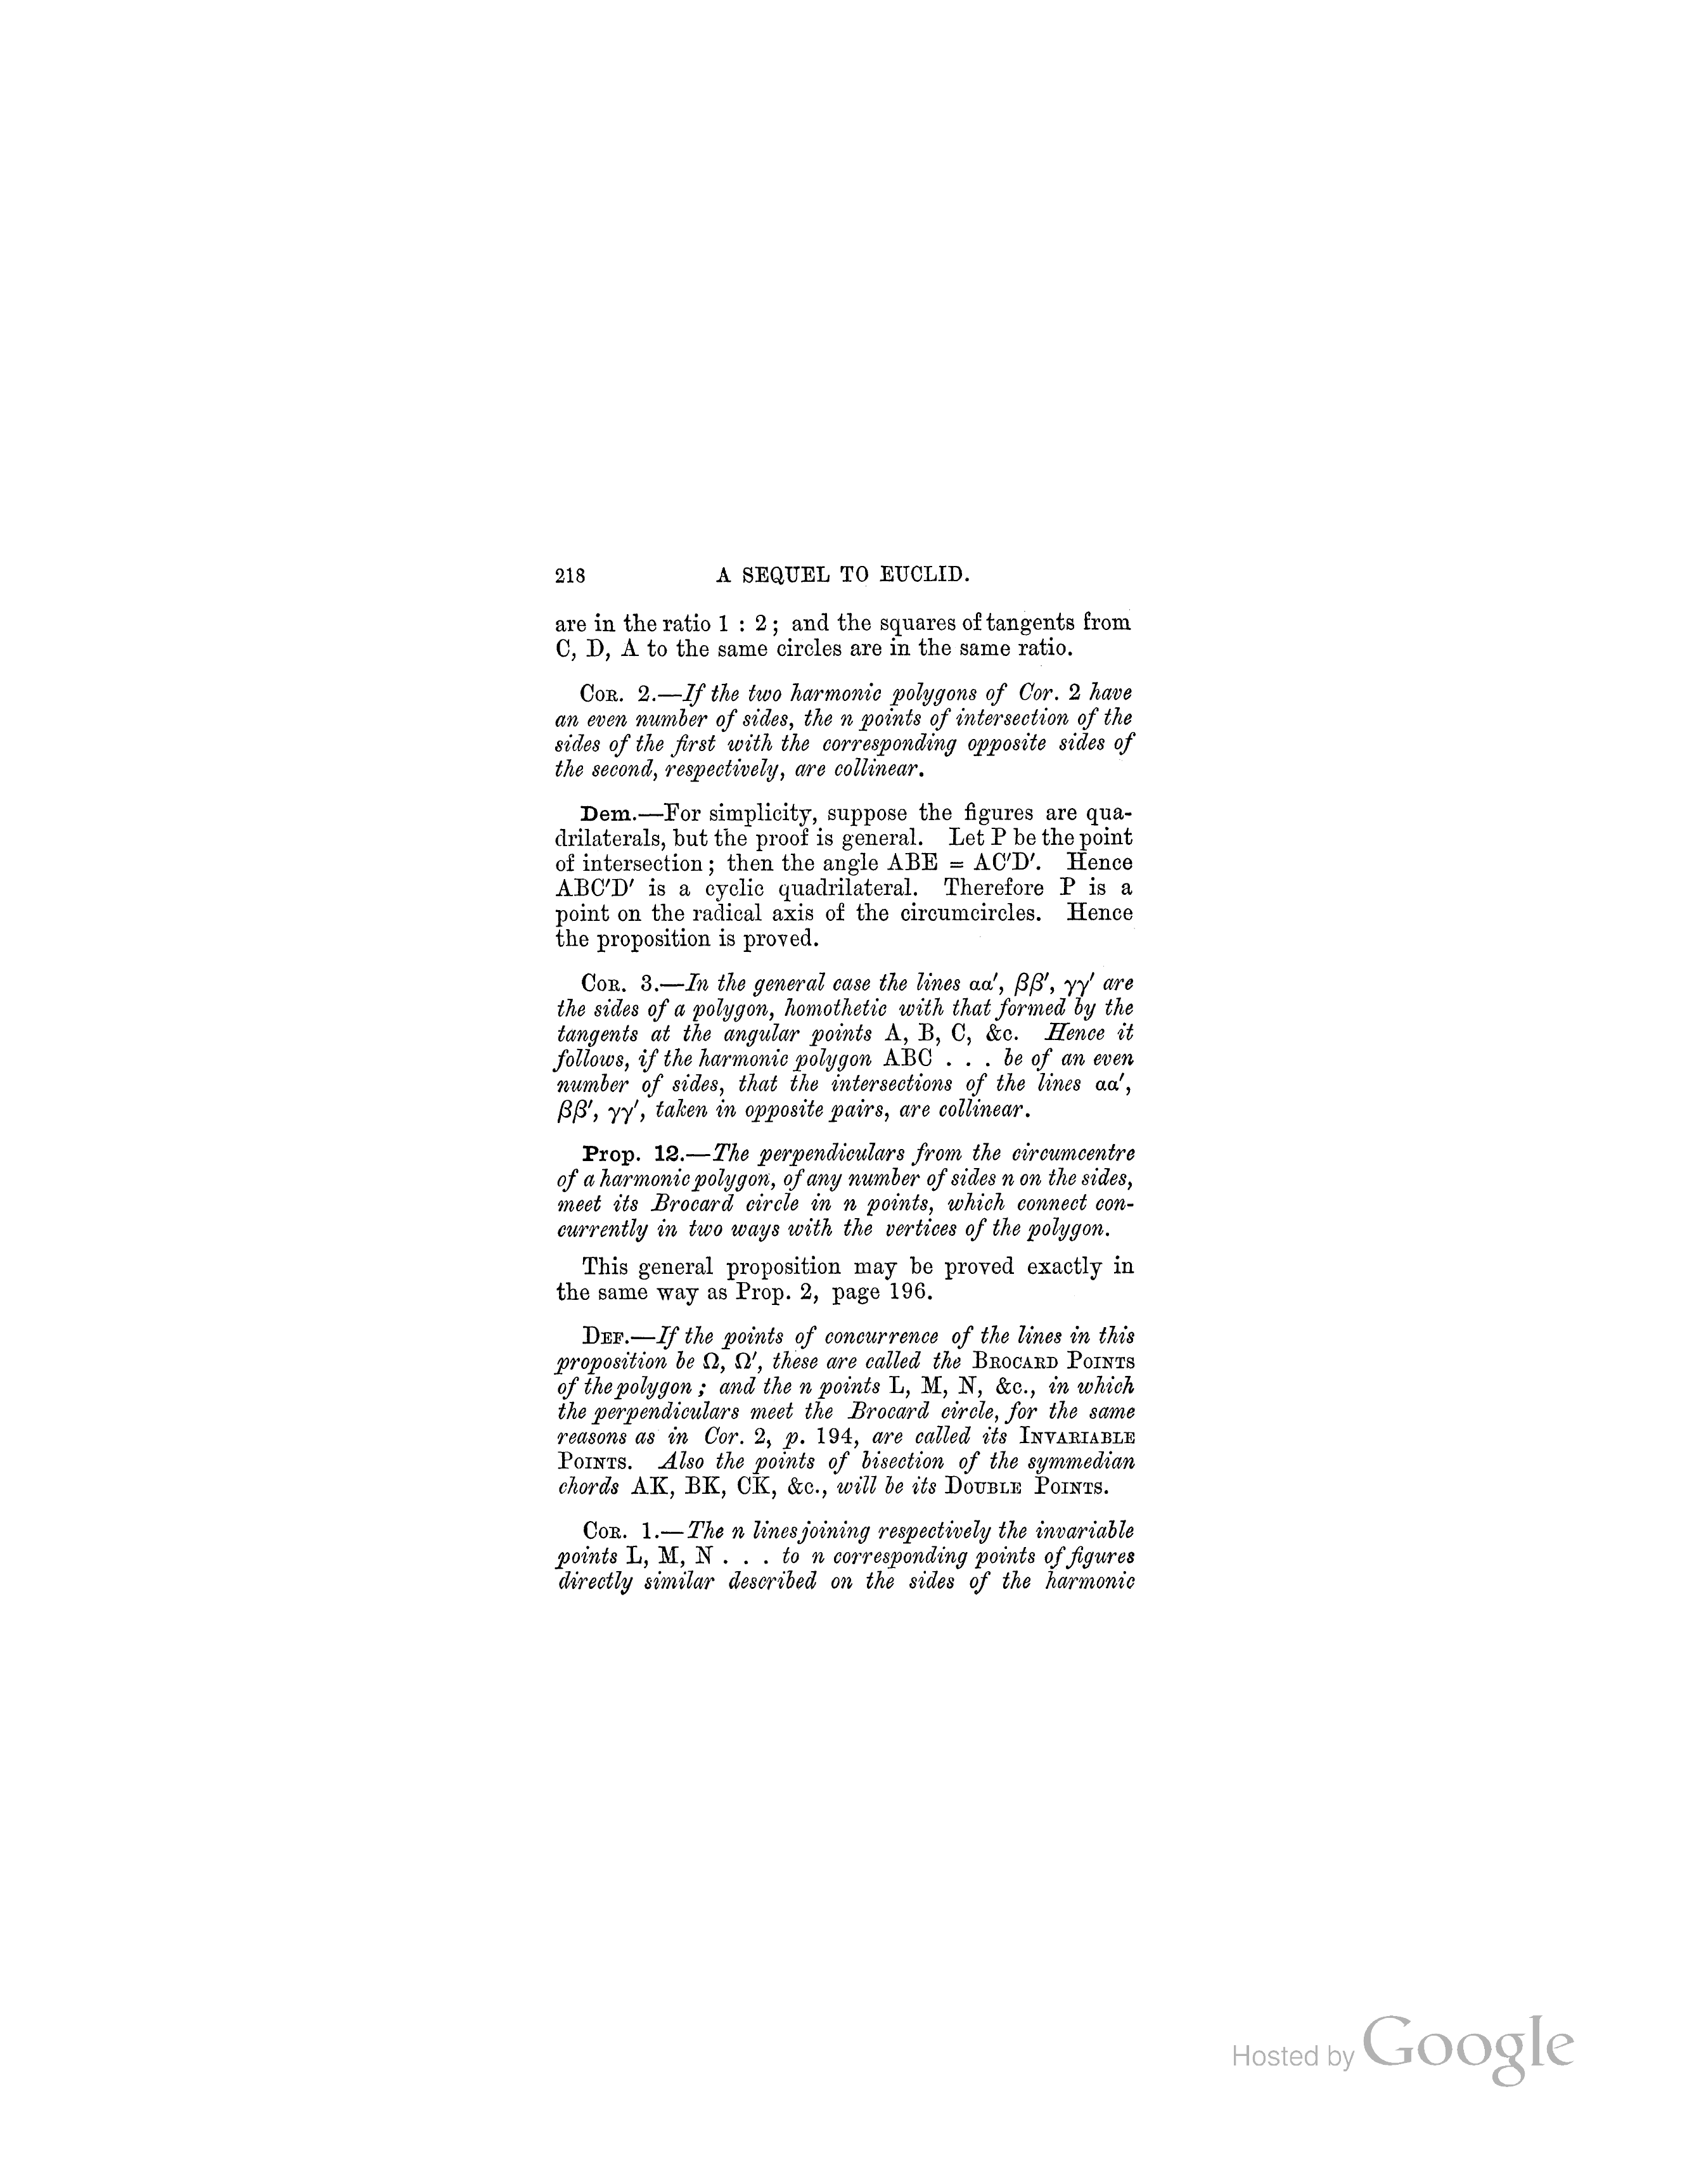 218 A SEQUEL TO EUCLID.
are in the ratio 1 : 2; and the squares of tangents from
C, D, A to the same circles are in the same ratio.
Cor. 2.—If the two harmonic polygons of Cor. 2 have
an even number of sides, the n points of intersection of the
sides of the first with the corresponding opposite sides of
the second, respectively, are collinear.
Dem.—For simplicity, suppose the figures are qua-
drilaterals, but the proof is general. Let P be the point
of intersection; then the angle ABE = AC′D′. Hence
ABC′D′ is a cyclic quadrilateral. Therefore P is a
point on the radical axis of the circumcircles. Hence
the proposition is proved.
Cor. 3.—In the general case the lines αα′, ββ′, γγ′ are
the sides of a polygon, homothetic with that formed by the
tangents at the angular points A, B, C, &c. Hence it
follows, if the harmonic polygon ABC . . . be of an even
number of sides, that the intersections of the lines αα′,
ββ′, γγ′, taken in opposite pairs, are collinear.
Prop. 12.—The perpendiculars from the circumcentre
of a harmonic polygon, of any number of sides n on the sides,
meet its Brocard circle in n points, which connect con-
currently in two ways with the vertices of the polygon.
This general proposition may be proved exactly in
the same way as Prop. 2, page 196.
Def.—If the points of concurrence of the lines in this
proposition be Ω, Ω′, these are called the Brocard Points
of the polygon; and the n points L, M, N, &c., in which
the perpendiculars meet the Brocard circle, for the same
reasons as in Cor. 2, p. 194, are called its Invariable
Points. Also the points of bisection of the symmedian
chords AK, BK, CK, &c., will be its Double Points.
Cor. 1.—The n lines joining respectively the invariable
points L, M, N . . . to n corresponding points of figures
directly similar described on the sides of the harmonic
Hosted by Google